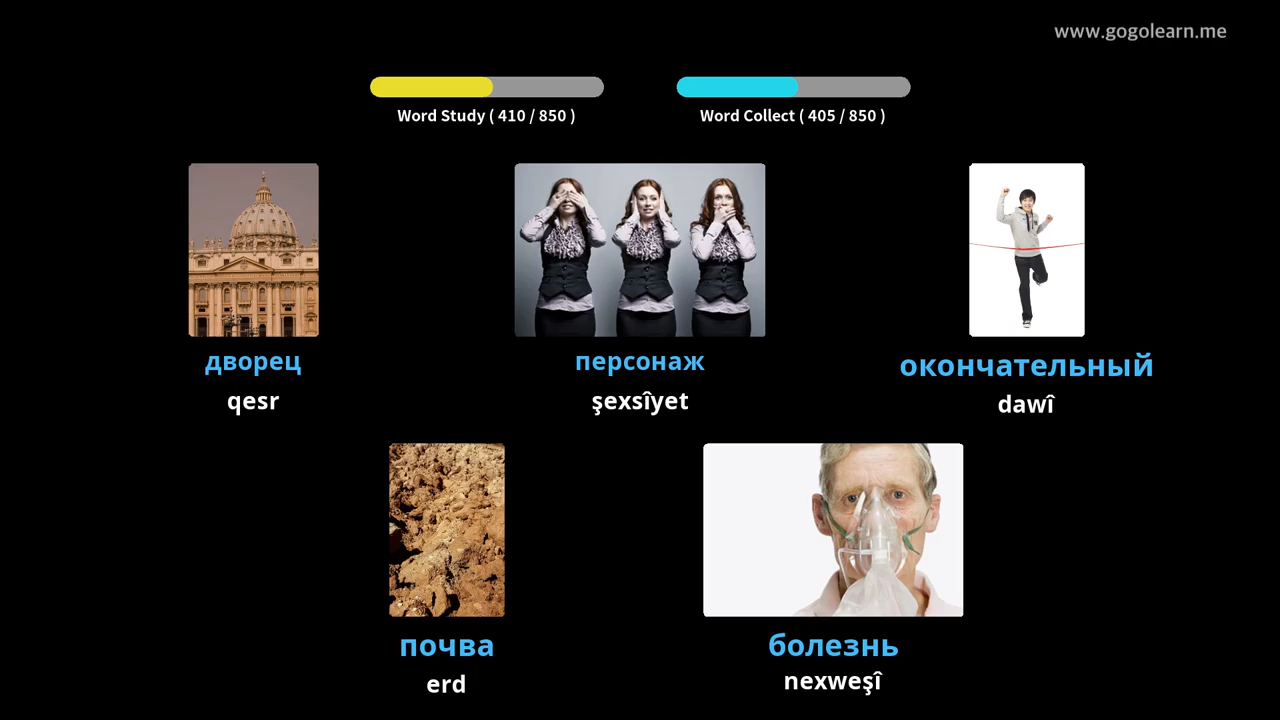 www.gogolearn.me
Word Study ( 410 / 850 )
Word Collect ( 405 / 850 )
дворец
qesr
персонаж
şexsîyet
окончательный
dawî
почва
erd
болезнь
nexweşî